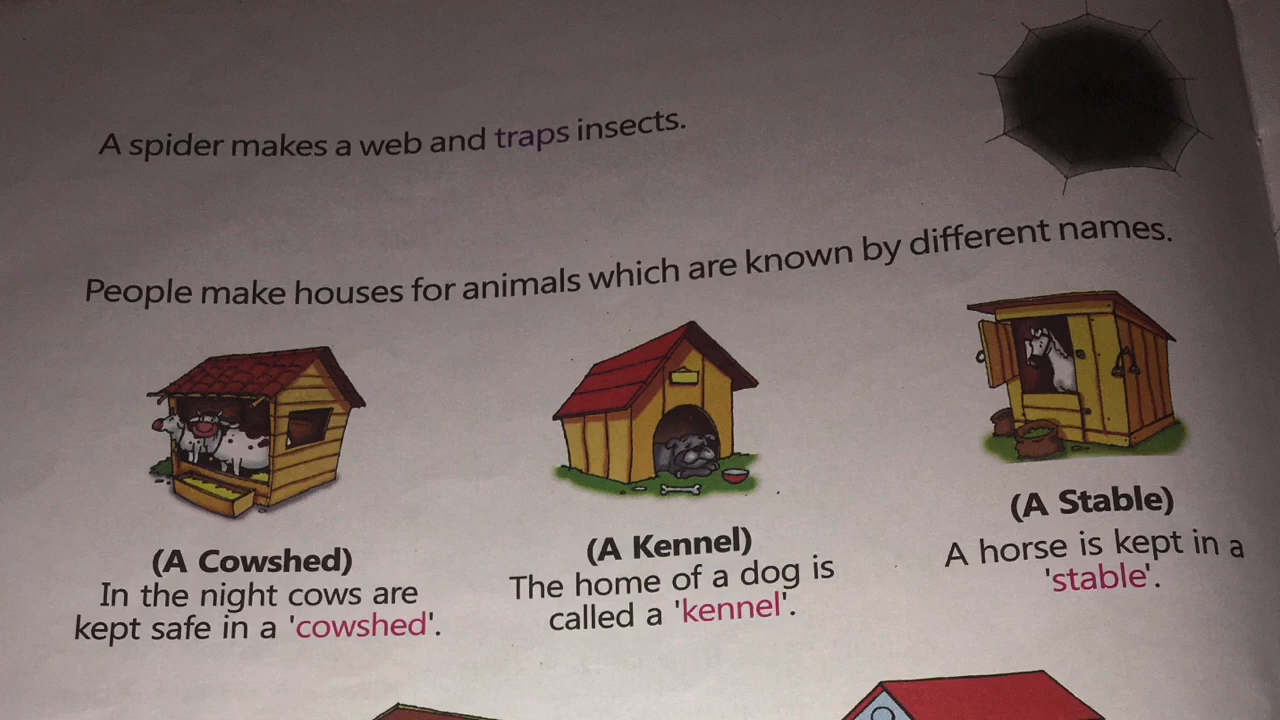 A spider makes a web and traps insects.
People make houses for animals which are known by different names.
(A Cowshed)
In the night cows are
kept safe in a 'cowshed'.
(A Kennel)
The home of a dog is
called a 'kennel'.
(A Stable)
A horse is kept in a
'stable'.